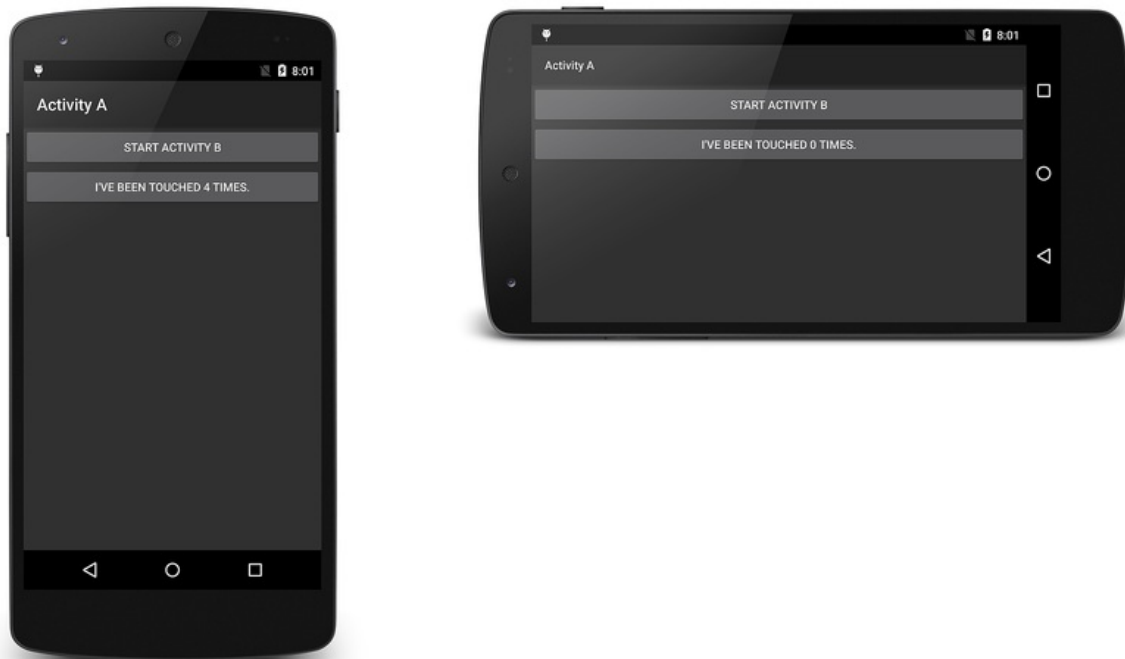 8:01
Activity A
START ACTIVITY B
I'VE BEEN TOUCHED 4 TIMES.
8:01
Activity A
START ACTIVITY B
I'VE BEEN TOUCHED 0 TIMES.